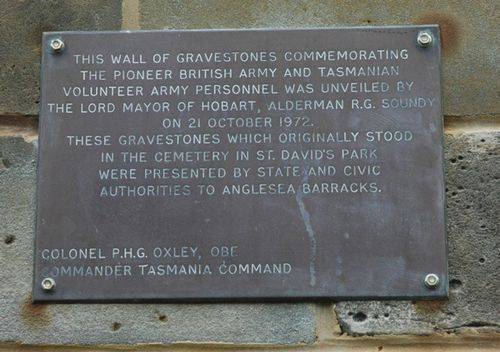 THIS WALL OF GRAVESTONES COMMEMORATING
THE PIONEER BRITISH ARMY AND TASMANIAN
VOLUNTEER ARMY PERSONNEL WAS UNVEILED BY
THE LORD MAYOR OF HOBART, ALDERMAN R.G. SOUNDY
ON 21 OCTOBER 1972.
THESE GRAVESTONES WHICH ORIGINALLY STOOD
IN THE CEMETERY IN ST. DAVID'S PARK
WERE PRESENTED BY STATE AND CIVIC
AUTHORITIES TO ANGLESEA BARRACKS.
COLONEL P.H.G. OXLEY, OBE
COMMANDER TASMANIA COMMAND